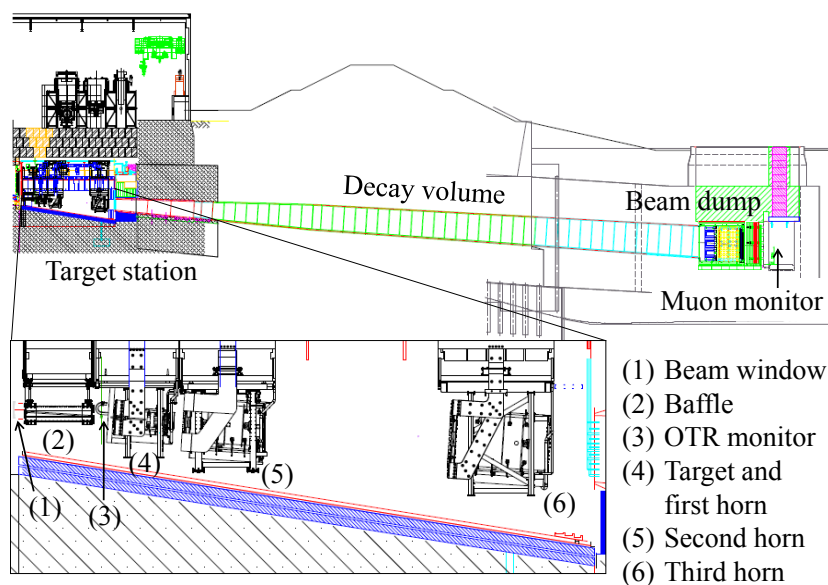 Decay volume
Beam dump
Target station
Muon monitor
(1) Beam window
(2) Baffle
(3) OTR monitor
(4) Target and
first horn
(5) Second horn
(6) Third horn
(2)
(4)
(5)
(6)
(1)
(3)